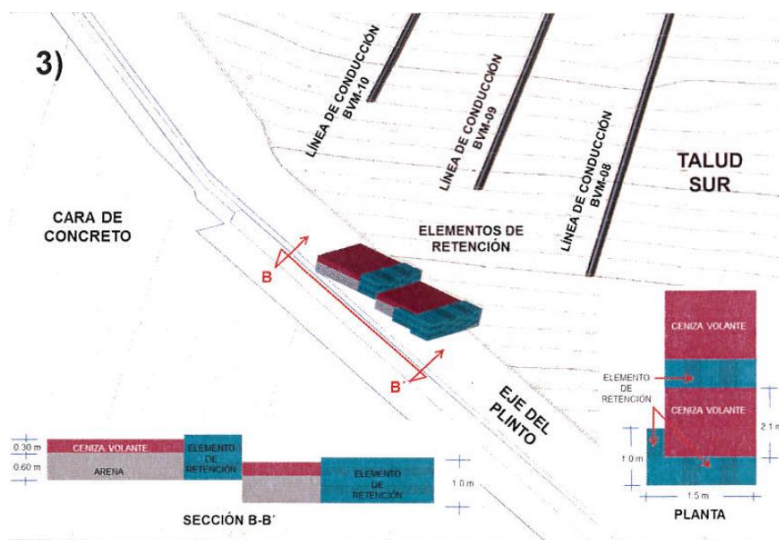 3)
LÍNEA DE CONDUCCIÓN
BVM-10
LÍNEA DE CONDUCCIÓN
BVM-09
LÍNEA DE CONDUCCIÓN
BVM-08
TALUD
SUR
CARA DE
CONCRETO
ELEMENTOS DE
RETENCIÓN
B
B´
EJE DEL
PLINTO
CENIZA VOLANTE
ELEMENTO
DE
RETENCIÓN
CENIZA VOLANTE
2.1 m
1.0 m
1.5 m
PLANTA
0.30 m
0.60 m
CENIZA VOLANTE
ARENA
ELEMENTO
DE
RETENCIÓN
ELEMENTO
DE
RETENCIÓN
1.0 m
SECCIÓN B-B´